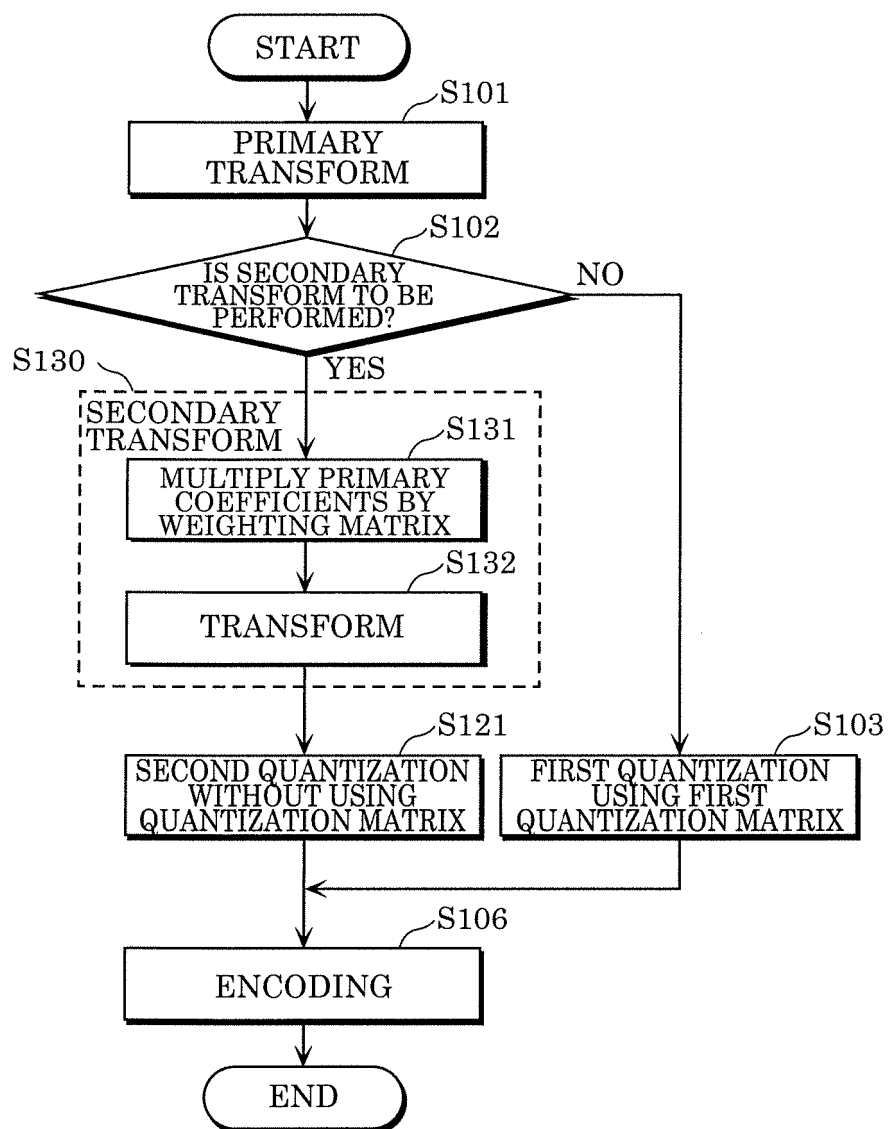 START
S101
PRIMARY
TRANSFORM
S102
IS SECONDARY
TRANSFORM TO BE
PERFORMED?
NO
YES
S130
SECONDARY
TRANSFORM
S131
MULTIPLY PRIMARY
COEFFICIENTS BY
WEIGHTING MATRIX
S132
TRANSFORM
S121
SECOND QUANTIZATION
WITHOUT USING
QUANTIZATION MATRIX
S103
FIRST QUANTIZATION
USING FIRST
QUANTIZATION MATRIX
S106
ENCODING
END